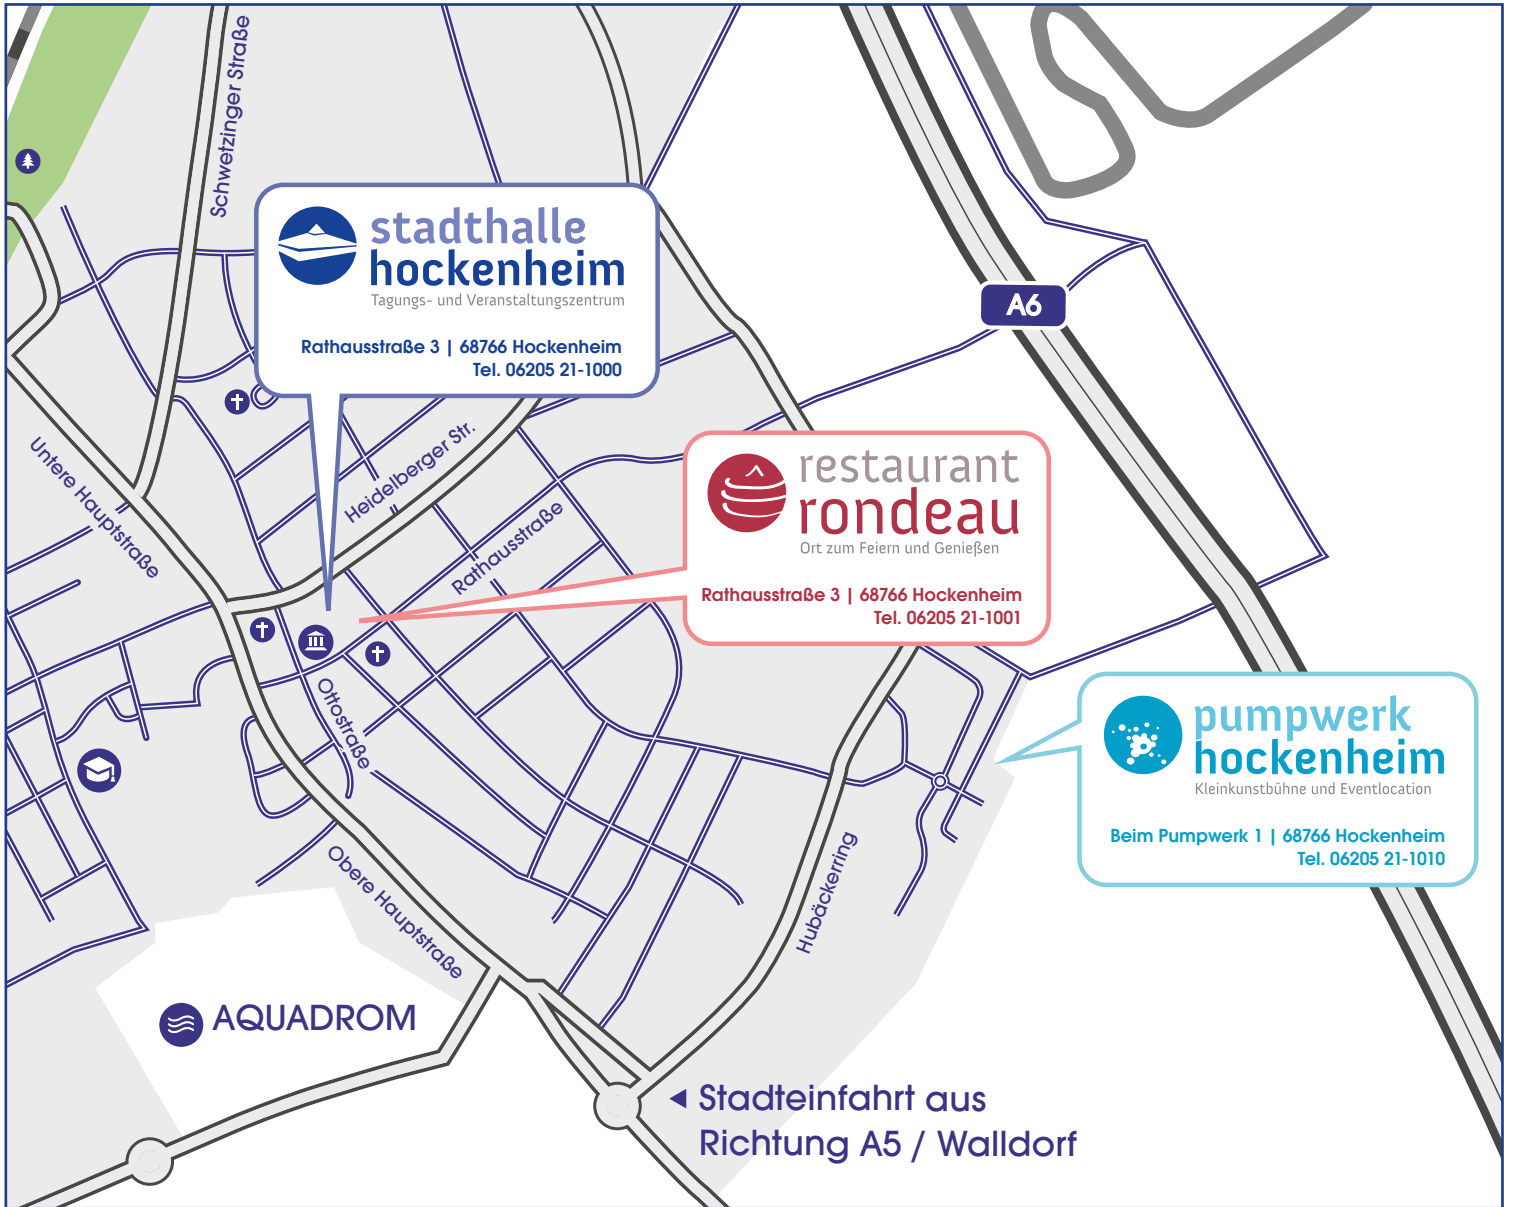 Schwetzinger Straße
stadthalle
hockenheim
Tagungs- und Veranstaltungszentrum
Rathausstraße 3 | 68766 Hockenheim
Tel. 06205 21-1000
A6
Untere Hauptstraße
Heidelberger Str.
Rathausstraße
restaurant
rondeau
Ort zum Feiern und Genießen
Rathausstraße 3 | 68766 Hockenheim
Tel. 06205 21-1001
Ottostraße
pumpwerk
hockenheim
Kleinkunstbühne und Eventlocation
Beim Pumpwerk 1 | 68766 Hockenheim
Tel. 06205 21-1010
Obere Hauptstraße
Hubäckerring
AQUADROM
Stadteinfahrt aus
Richtung A5 / Walldorf